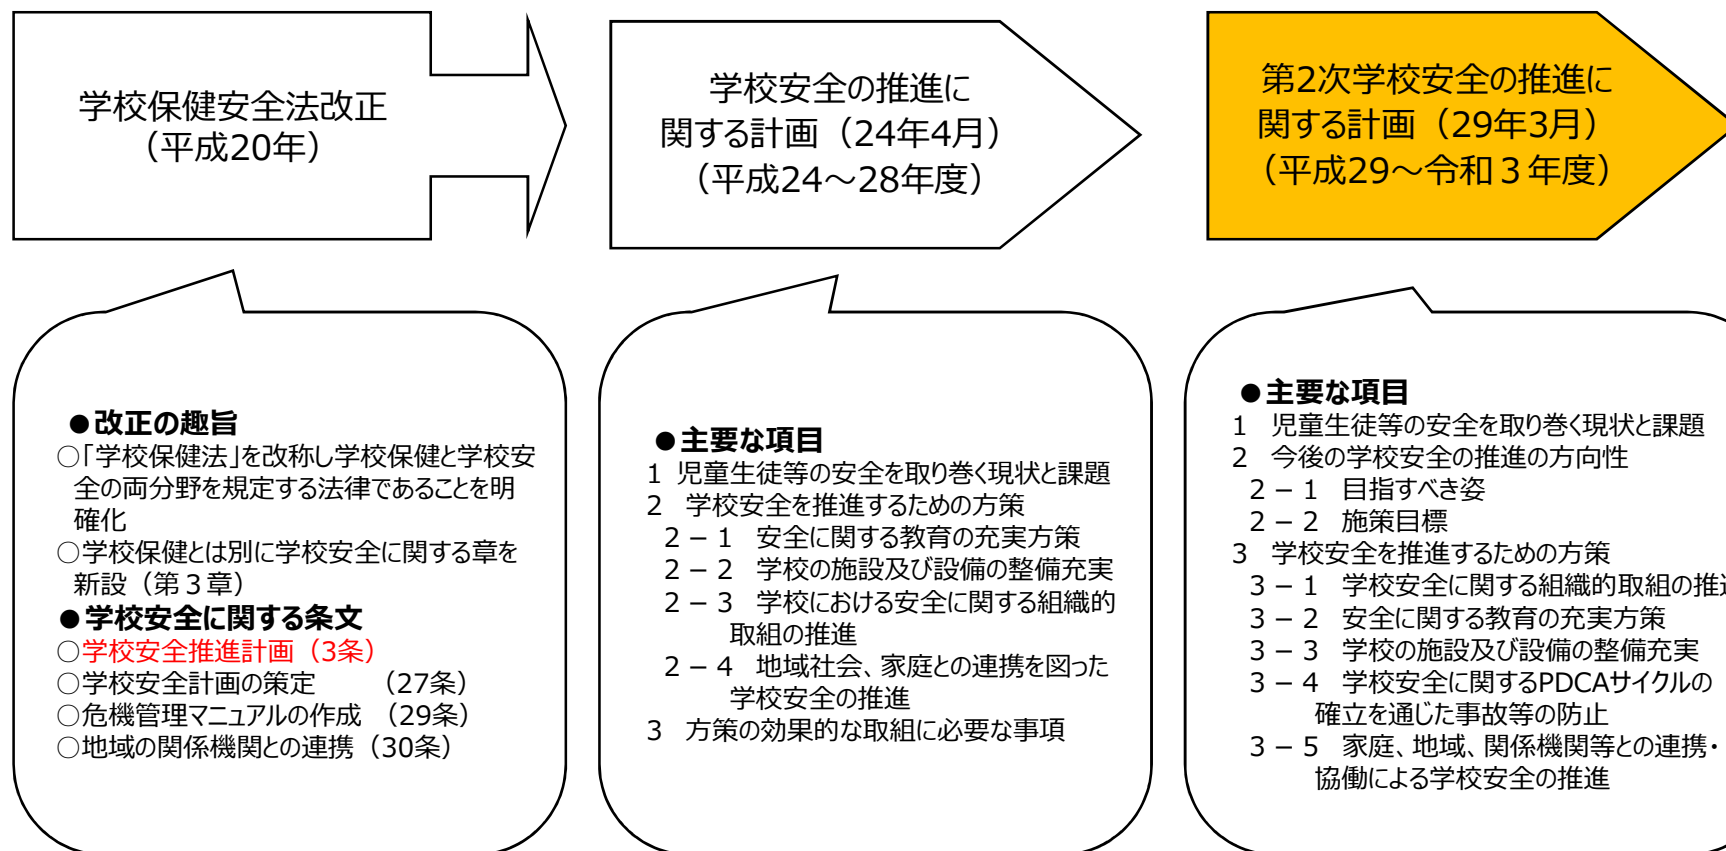 学校保健安全法改正
（平成20年）
学校安全の推進に
関する計画（24年4月）
（平成24～28年度）
第2次学校安全の推進に
関する計画（29年3月）
（平成29～令和３年度）
●改正の趣旨
○「学校保健法」を改称し学校保健と学校安
全の両分野を規定する法律であることを明
確化
○学校保健とは別に学校安全に関する章を
新設（第３章）
●学校安全に関する条文
○学校安全推進計画（3条）
○学校安全計画の策定　　　（27条）
○危機管理マニュアルの作成　（29条）
○地域の関係機関との連携（30条）
●主要な項目
1　児童生徒等の安全を取り巻く現状と課題
2　学校安全を推進するための方策
２－１　安全に関する教育の充実方策
２－２　学校の施設及び設備の整備充実
２－３　学校における安全に関する組織的
取組の推進
２－４　地域社会、家庭との連携を図った
学校安全の推進
3　方策の効果的な取組に必要な事項
●主要な項目
1　児童生徒等の安全を取り巻く現状と課題
2　今後の学校安全の推進の方向性
２－１　目指すべき姿
２－２　施策目標
3　学校安全を推進するための方策
３－１　学校安全に関する組織的取組の推
３－２　安全に関する教育の充実方策
３－３　学校の施設及び設備の整備充実
３－４　学校安全に関するPDCAサイクルの
確立を通じた事故等の防止
３－５　家庭、地域、関係機関等との連携・
協働による学校安全の推進